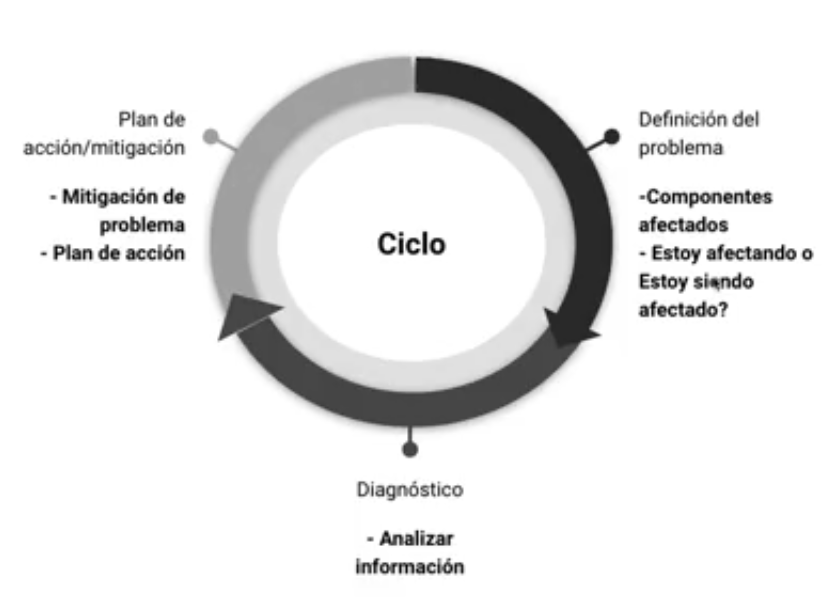 Plan de
acción/mitigación
- Mitigación de
problema
- Plan de acción
Ciclo
Definición del
problema
-Componentes
afectados
- Estoy afectando o
Estoy siendo
afectado?
Diagnóstico
- Analizar
información